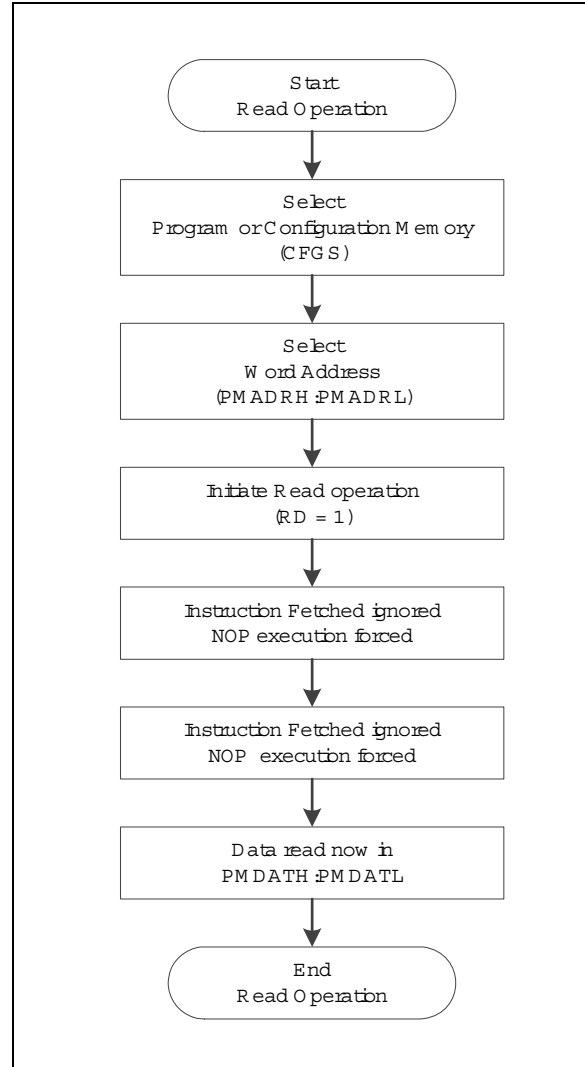 Start
Read Operation
Select
Program or Configuration Memory
(CFGS)
Select
Word Address
(PMADRH:PMADRL)
Initiate Read operation
(RD = 1)
Instruction Fetched ignored
NOP execution forced
Instruction Fetched ignored
NOP execution forced
Data read now in
PMDATH:PMDATL
End
Read Operation